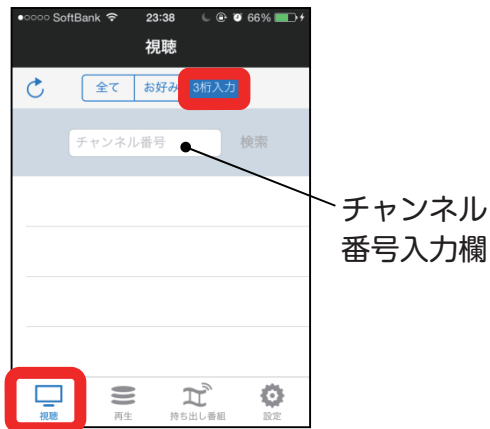 SoftBank 23:38 66%
視聴
全て お好み 3桁入力
チャンネル番号 検索
チャンネル
番号入力欄
視聴 再生 持ち出し番組 設定